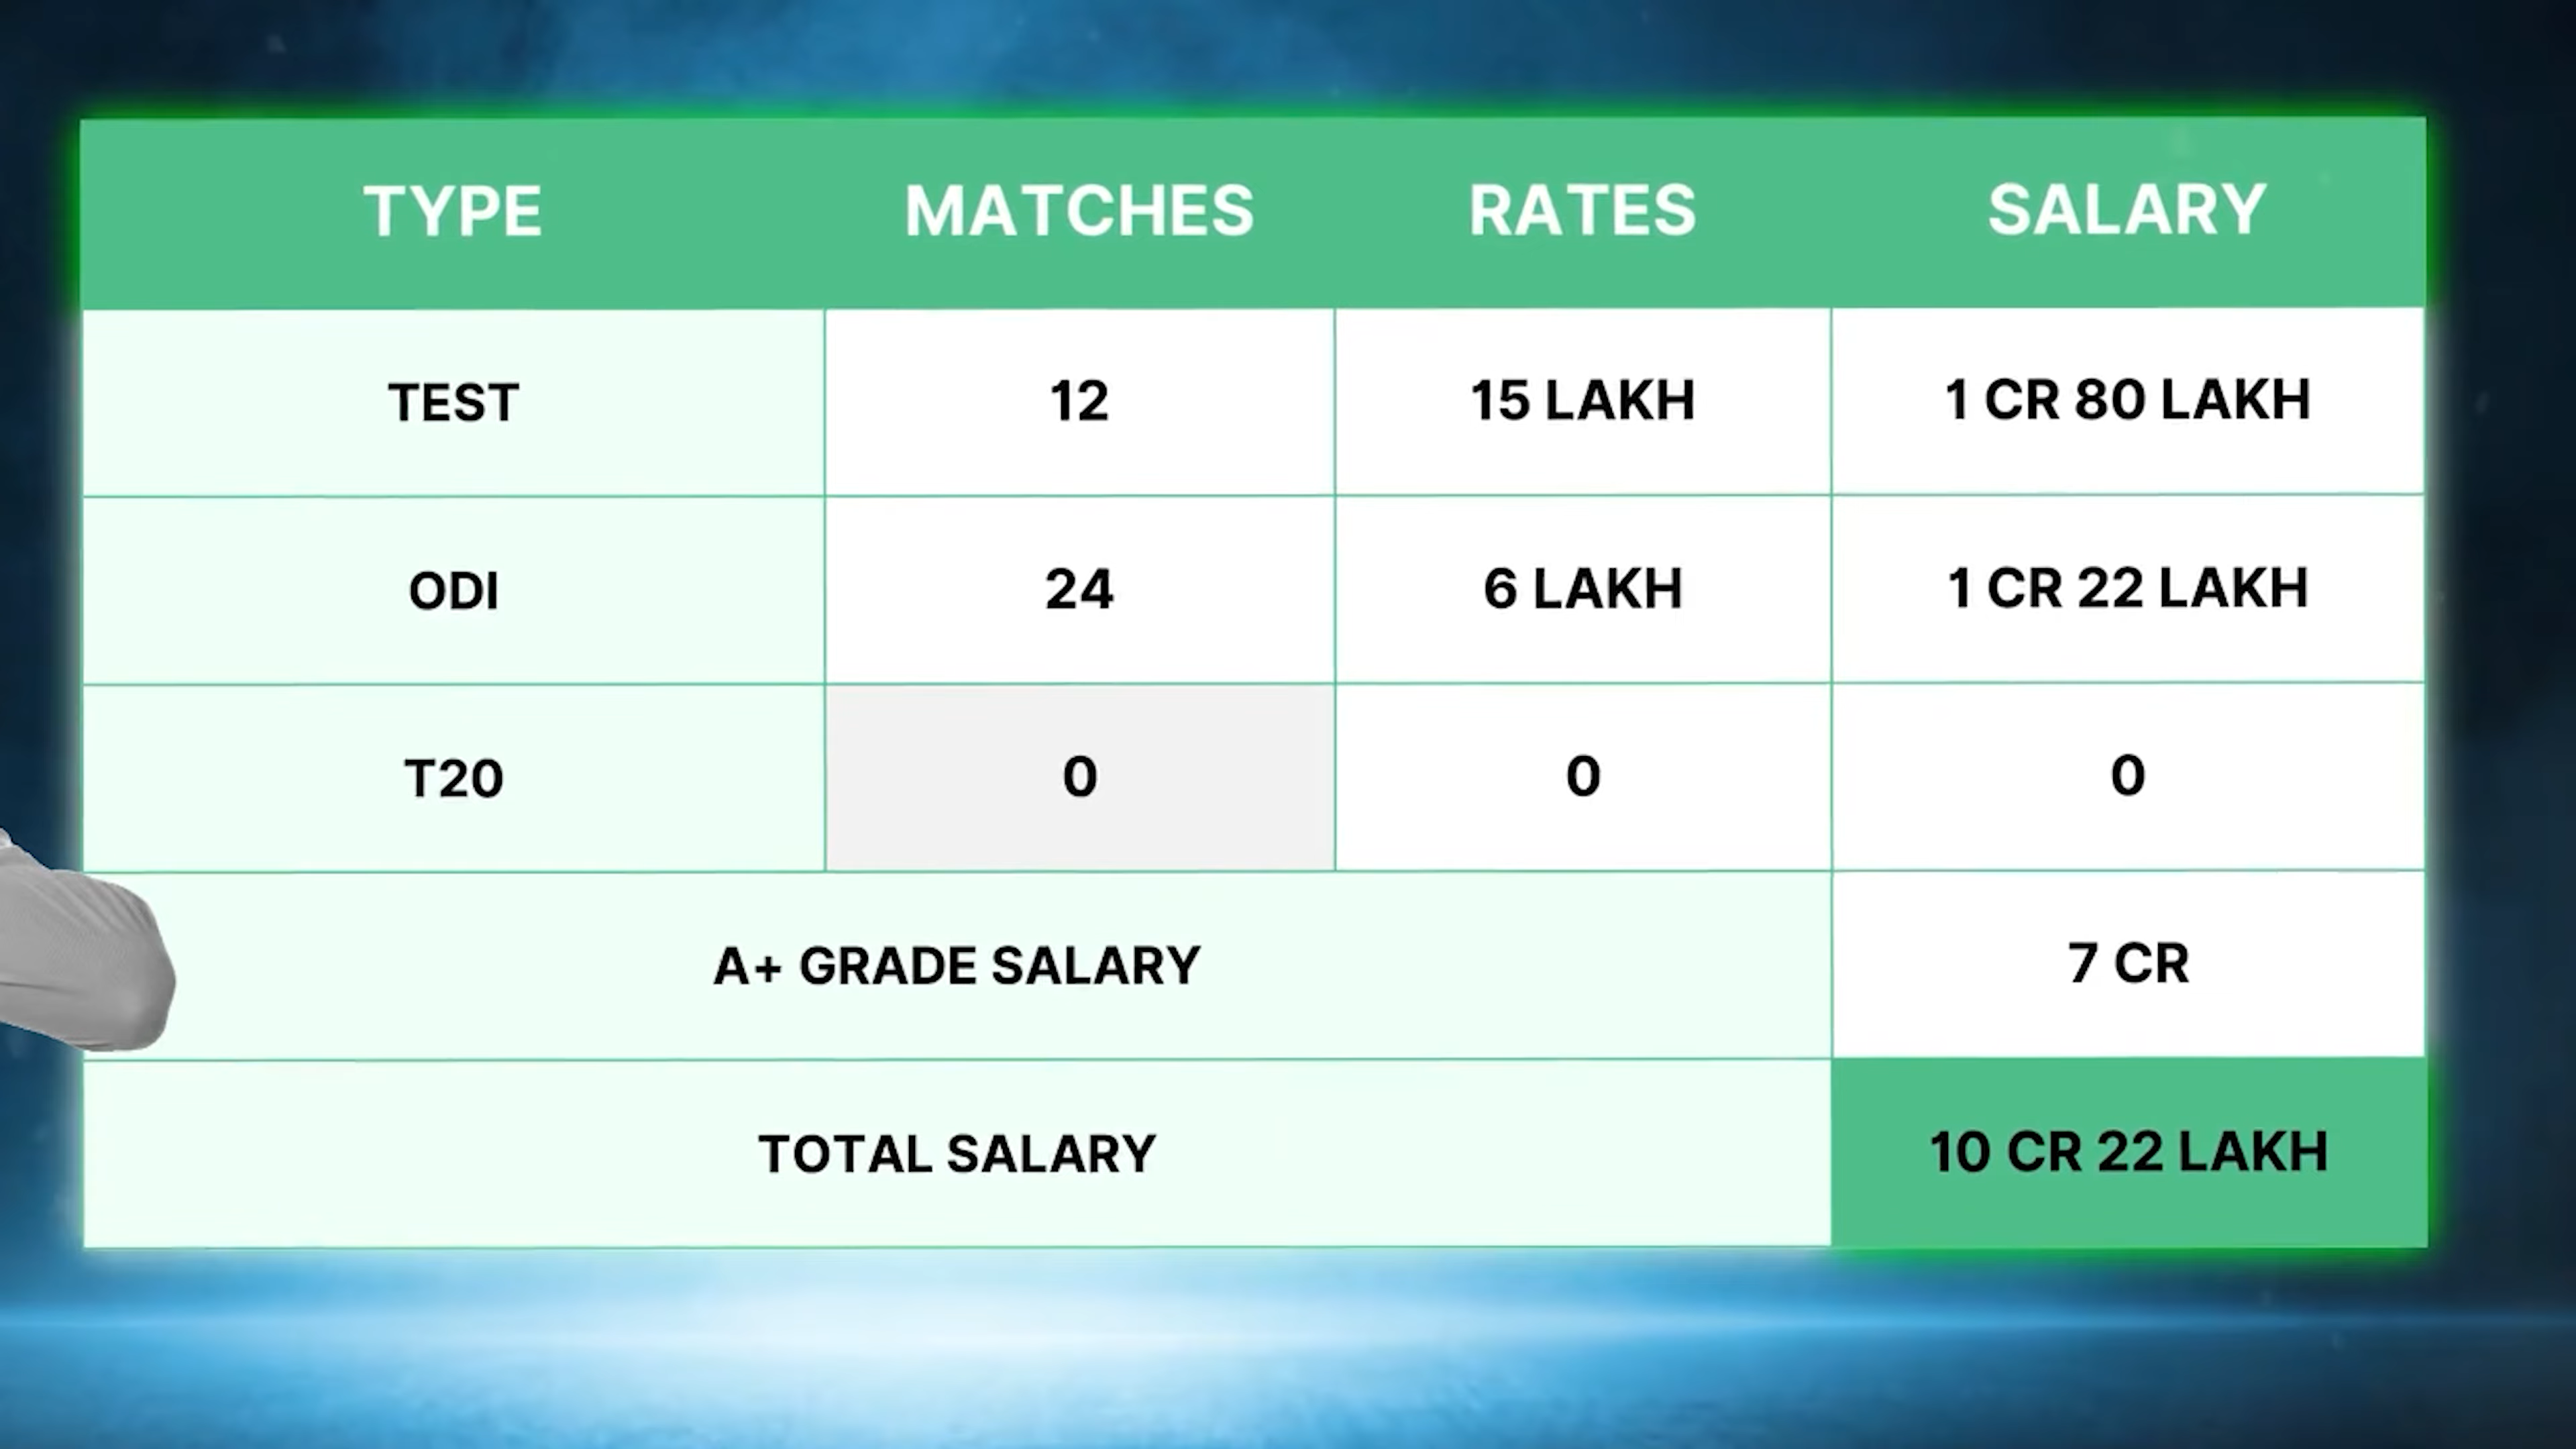 TYPE MATCHES RATES SALARY
TEST 12 15 LAKH 1 CR 80 LAKH
ODI 24 6 LAKH 1 CR 22 LAKH
T20 0 0 0
A+ GRADE SALARY 7 CR
TOTAL SALARY 10 CR 22 LAKH